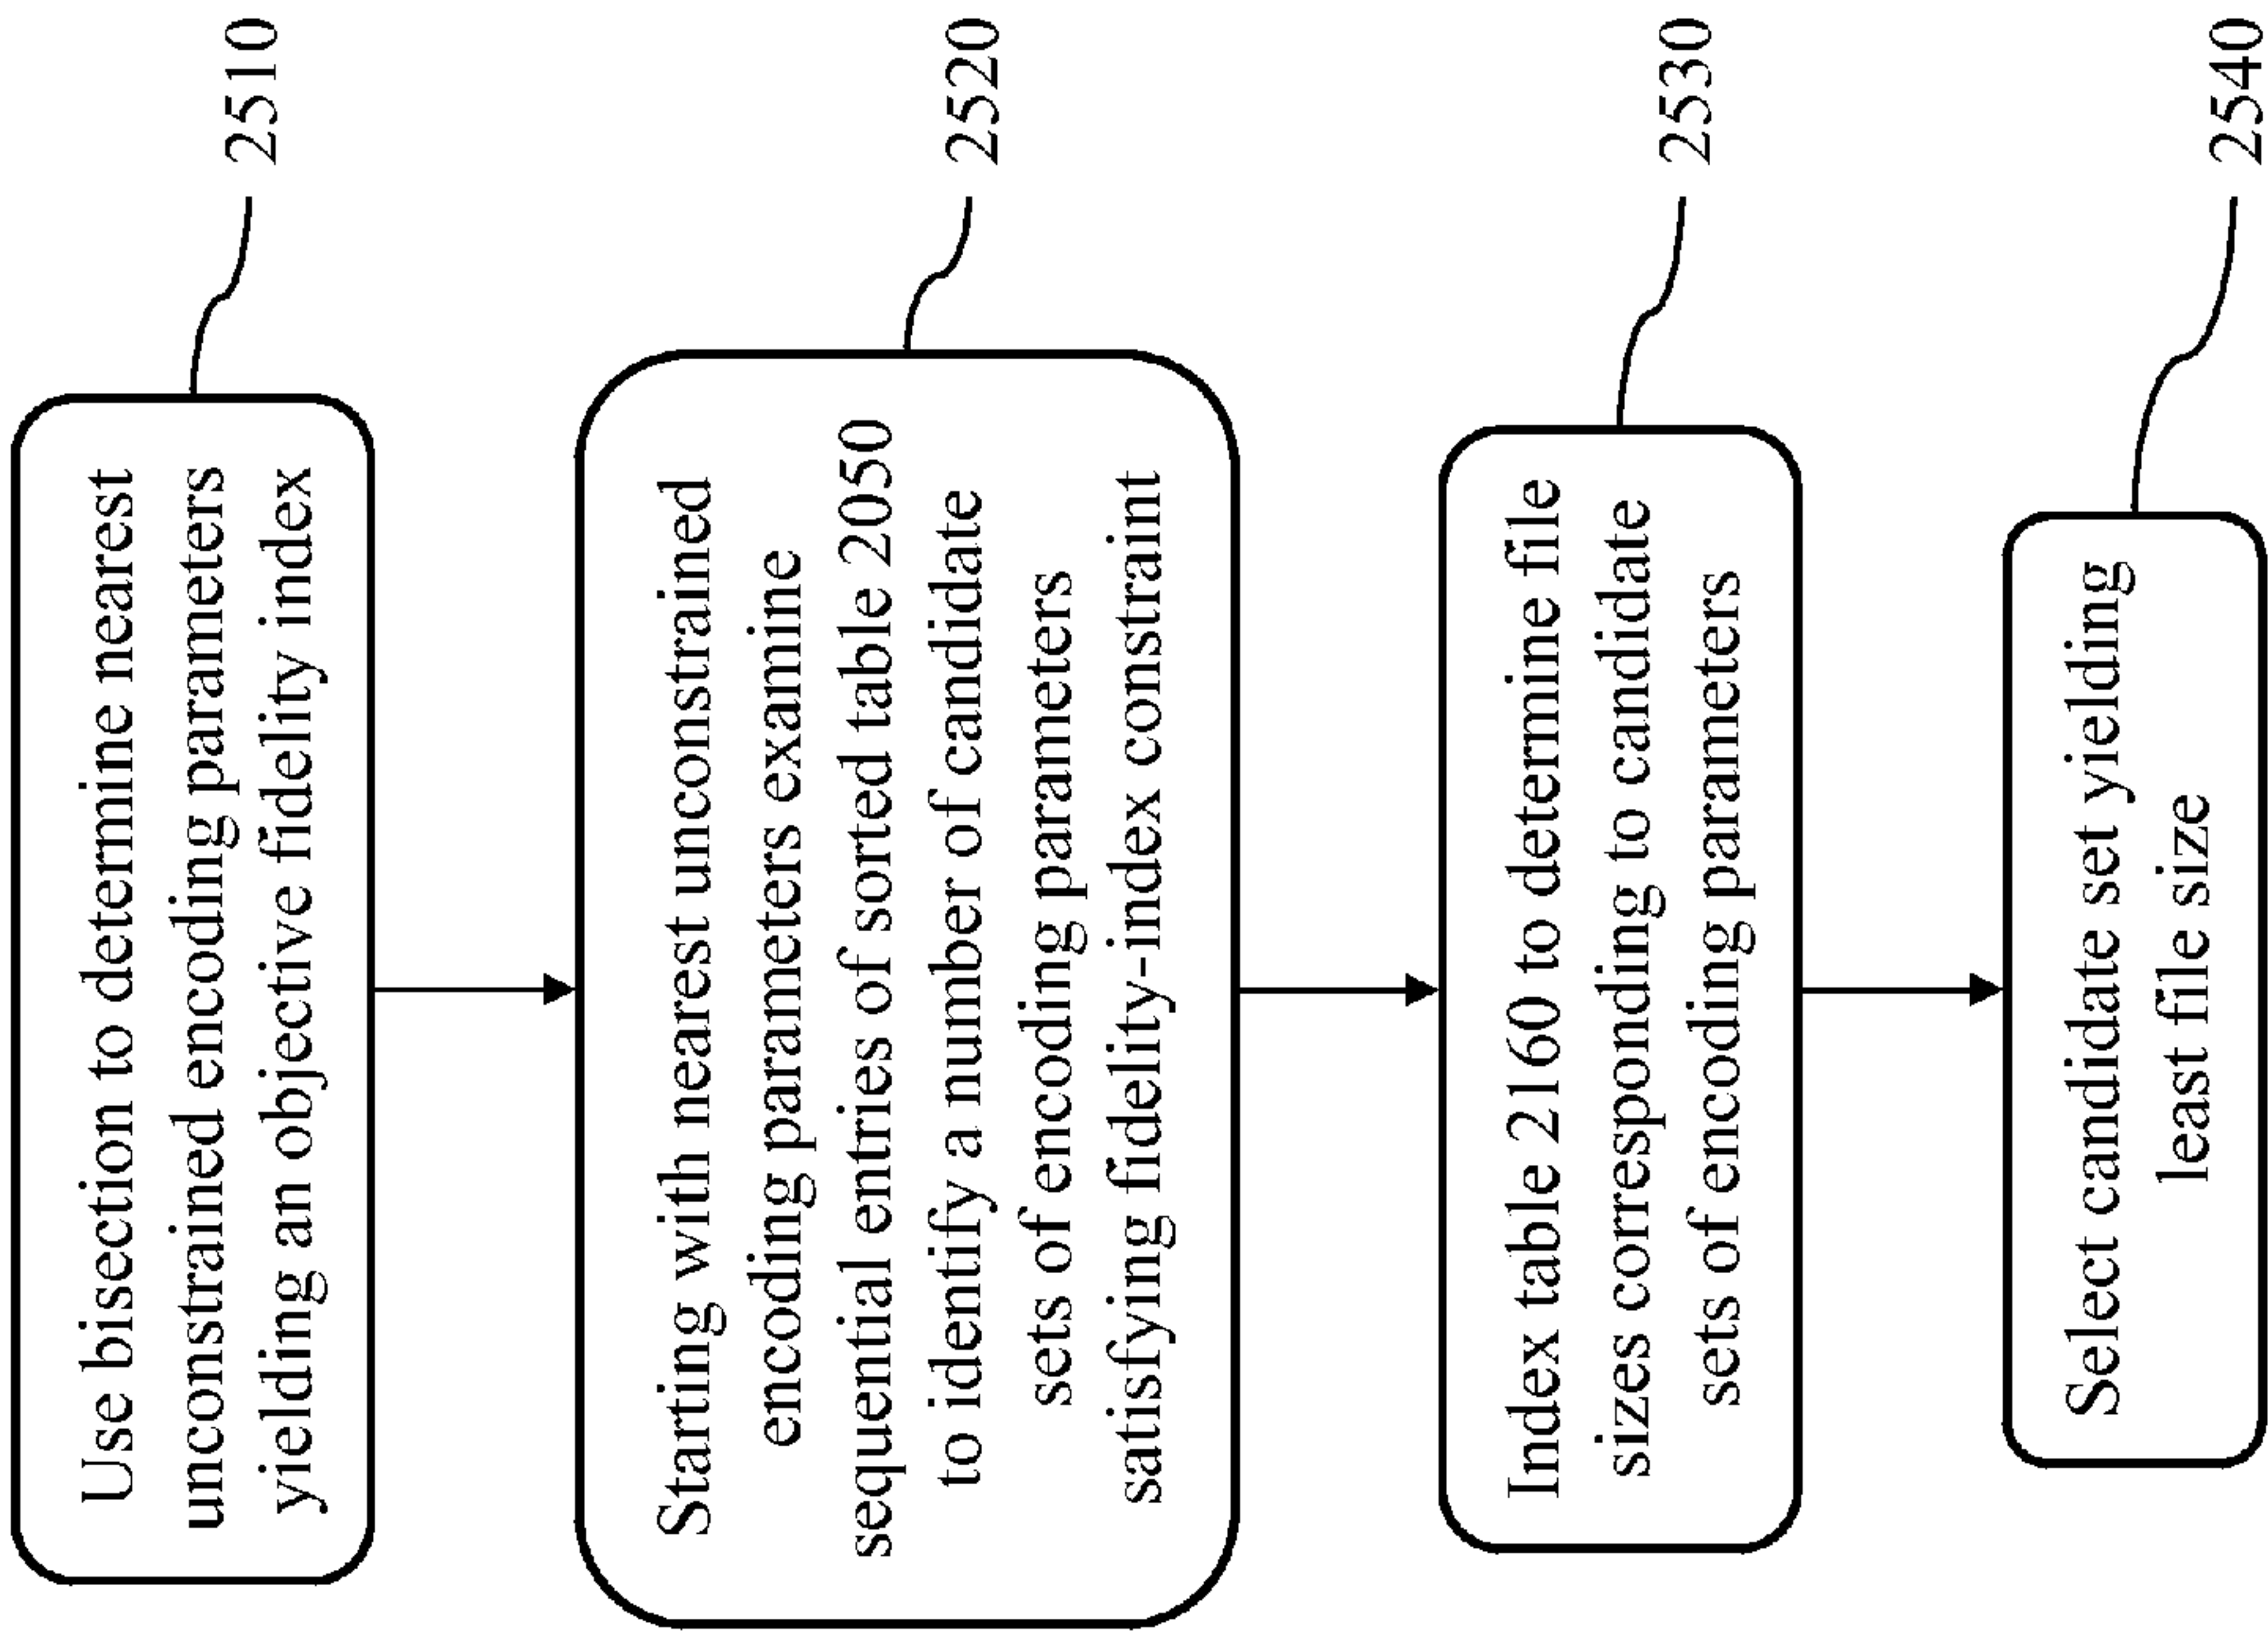 Use bisection to determine nearest
unconstrained encoding parameters
yielding an objective fidelity index
2510
Starting with nearest unconstrained
encoding parameters examine
sequential entries of sorted table 2050
to identify a number of candidate
sets of encoding parameters
satisfying fidelity-index constraint
2520
Index table 2160 to determine file
sizes corresponding to candidate
sets of encoding parameters
2530
Select candidate set yielding
least file size
2540